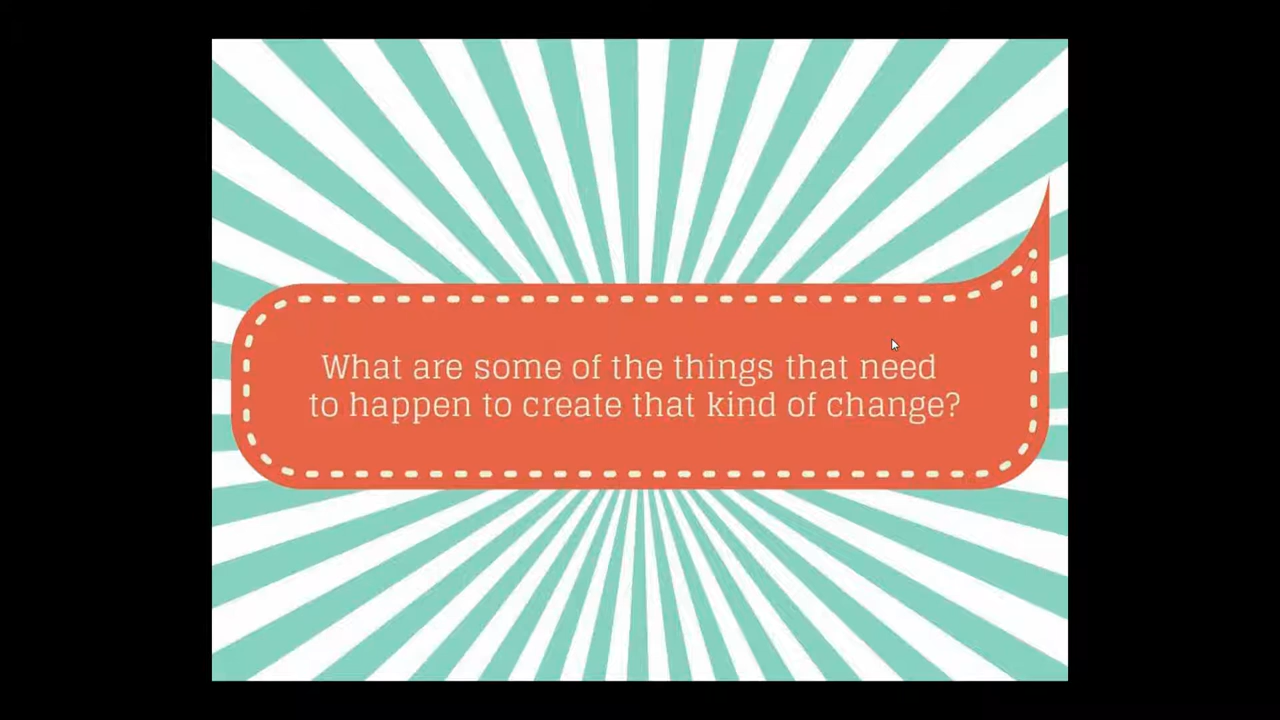 What are some of the things that need
to happen to create that kind of change?